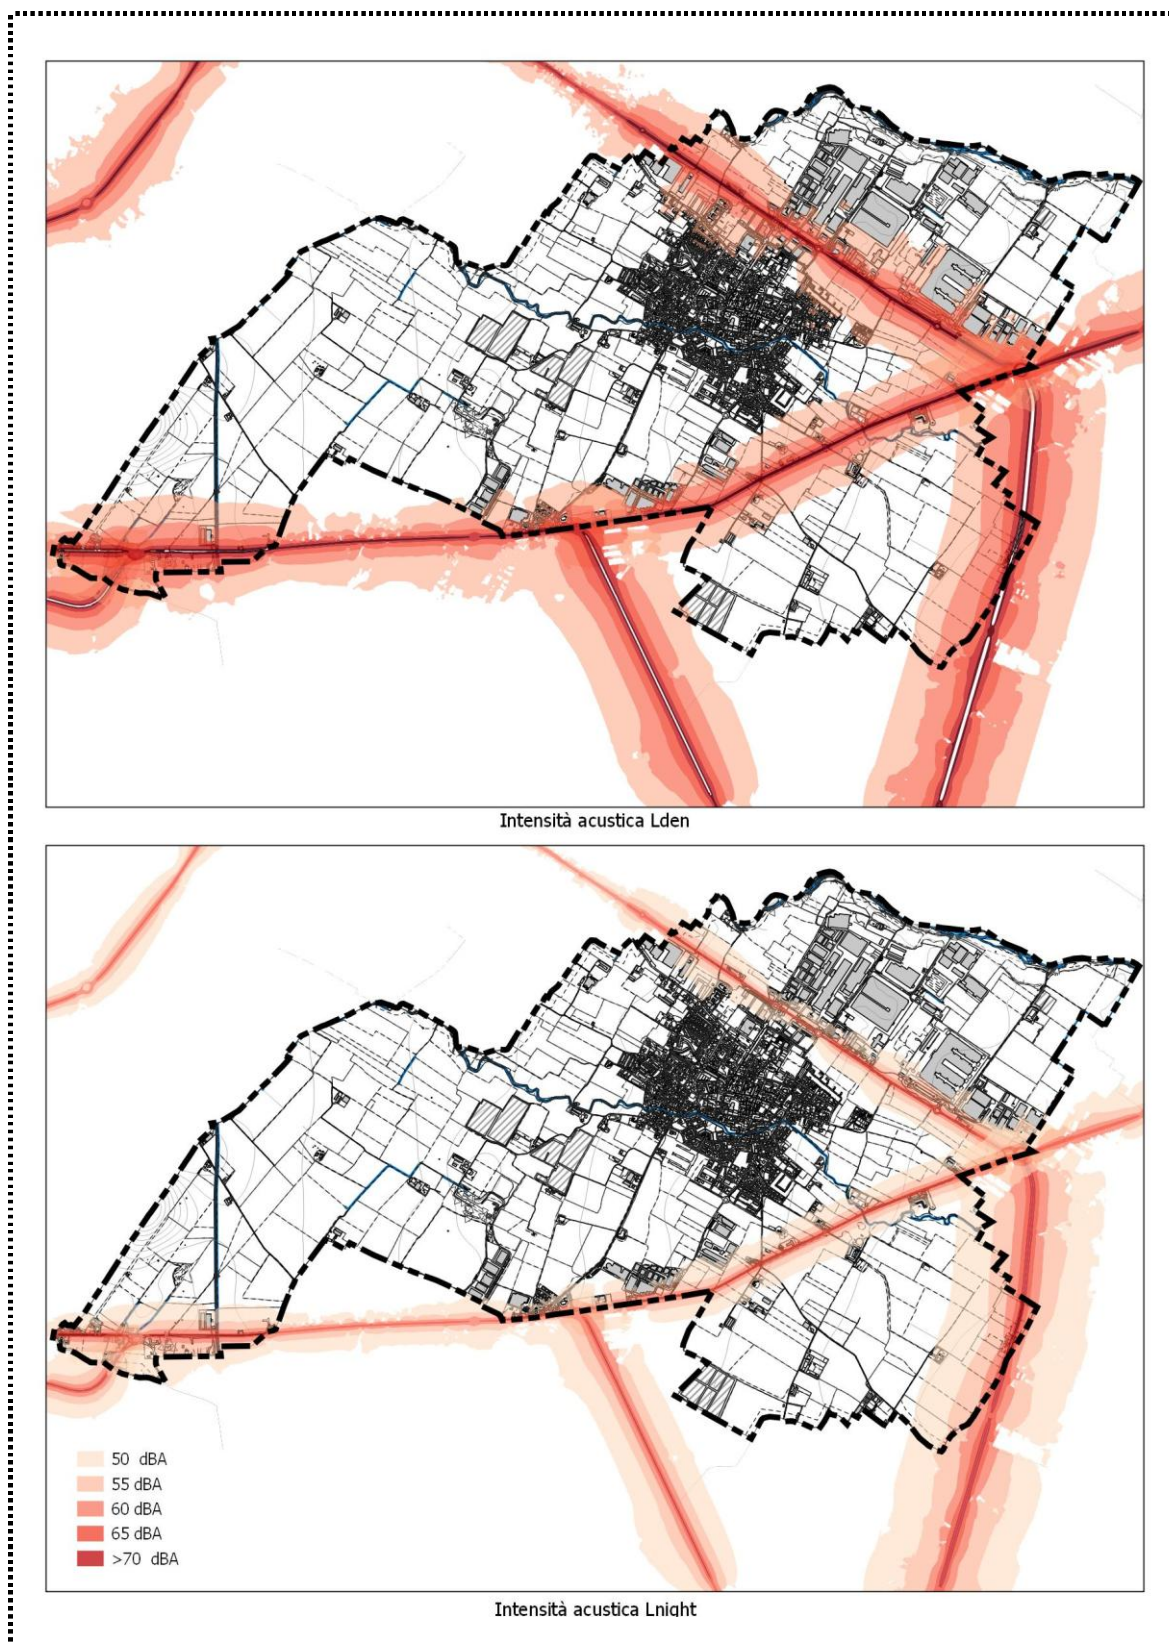 Intensità acustica Lden
50 dBA
55 dBA
60 dBA
65 dBA
>70 dBA
Intensità acustica Lnight